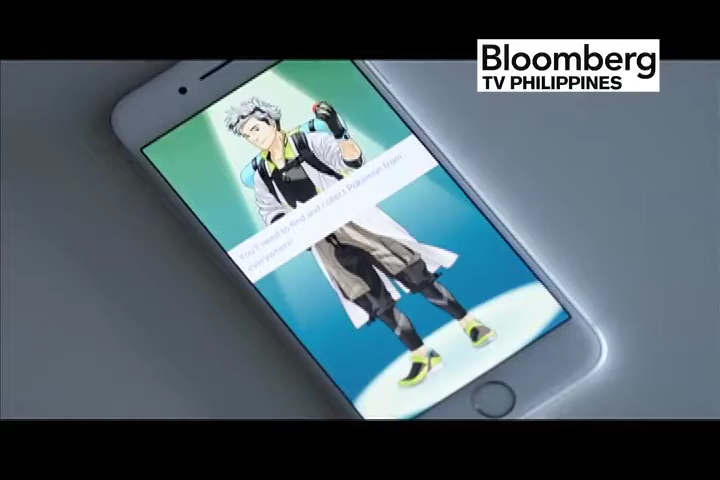 Bloomberg
TV PHILIPPINES
You'll need to find and collect Pokémon from
everywhere!